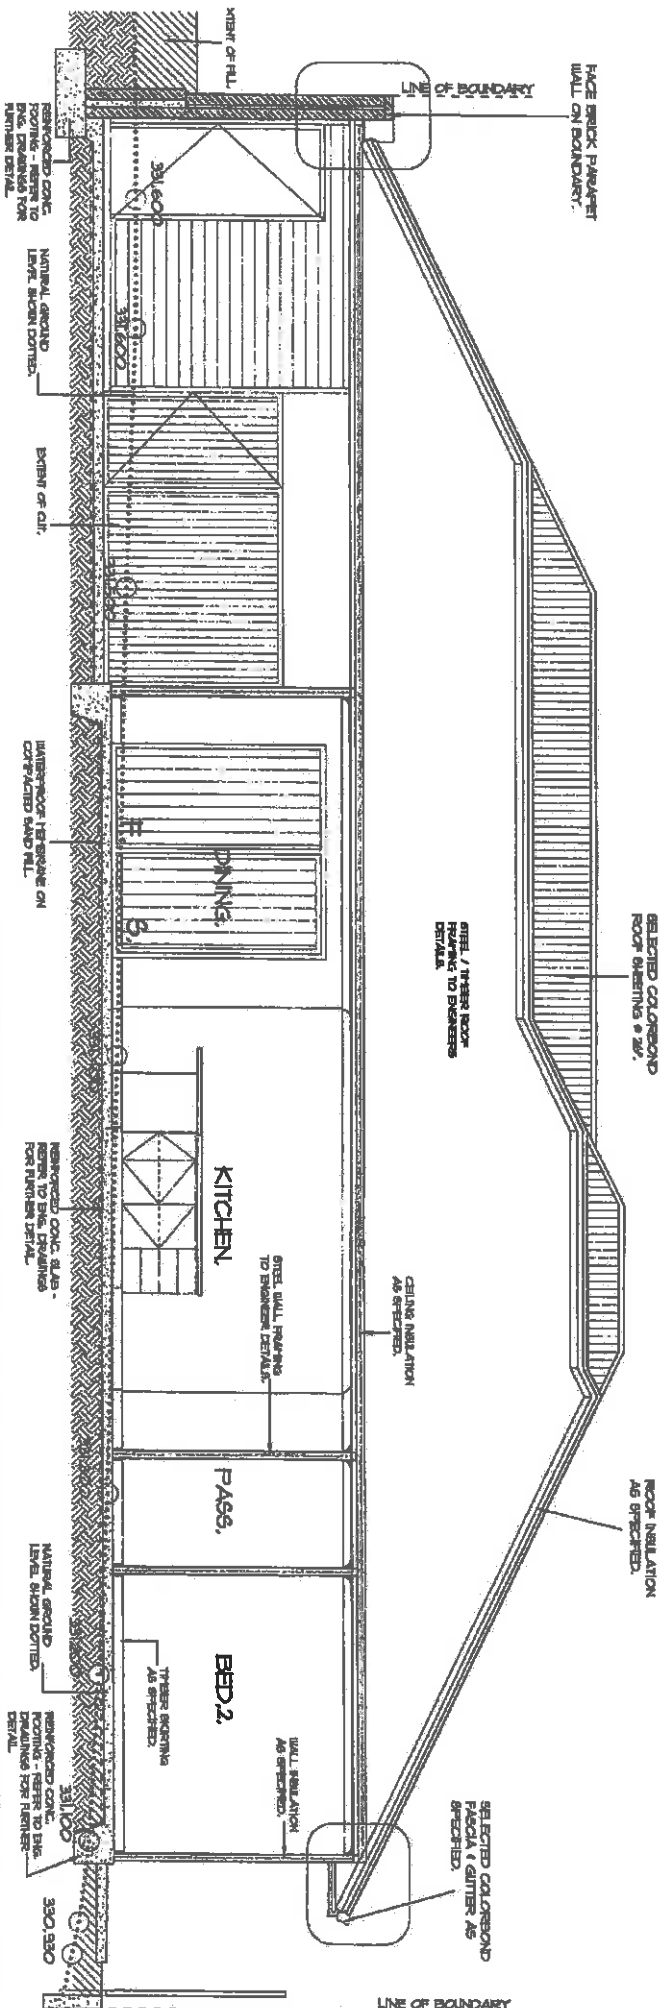 FACE BRICK PARAPET
WALL ON BOUNDARY.
LINE OF BOUNDARY
EXTENT OF FILL
SELECTED COLORBOND
ROOF SHEETING @ 26°.
ROOF INSULATION
AS SPECIFIED.
STEEL / TIMBER ROOF
FRAMING TO ENGINEERS
DETAILS.
CEILING INSULATION
AS SPECIFIED.
SELECTED COLORBOND
FASCIA & GUTTER AS
SPECIFIED.
LINE OF BOUNDARY
STEEL WALL FRAMING
TO ENGINEER DETAILS.
WALL INSULATION
AS SPECIFIED.
DINING.
KITCHEN.
PASS.
BED.2.
TIMBER SKIRTING
AS SPECIFIED.
331.600
331.600
331.100
330.930
REINFORCED CONC.
FOOTING - REFER TO
ENG. DRAWINGS FOR
FURTHER DETAIL.
NATURAL GROUND
LEVEL SHOWN DOTTED.
EXTENT OF CUT.
WATERPROOF MEMBRANE ON
COMPACTED SAND FILL.
REINFORCED CONC. SLAB -
REFER TO ENG. DRAWINGS
FOR FURTHER DETAIL.
NATURAL GROUND
LEVEL SHOWN DOTTED.
REINFORCED CONC.
FOOTING - REFER TO ENG.
DRAWINGS FOR FURTHER
DETAIL.